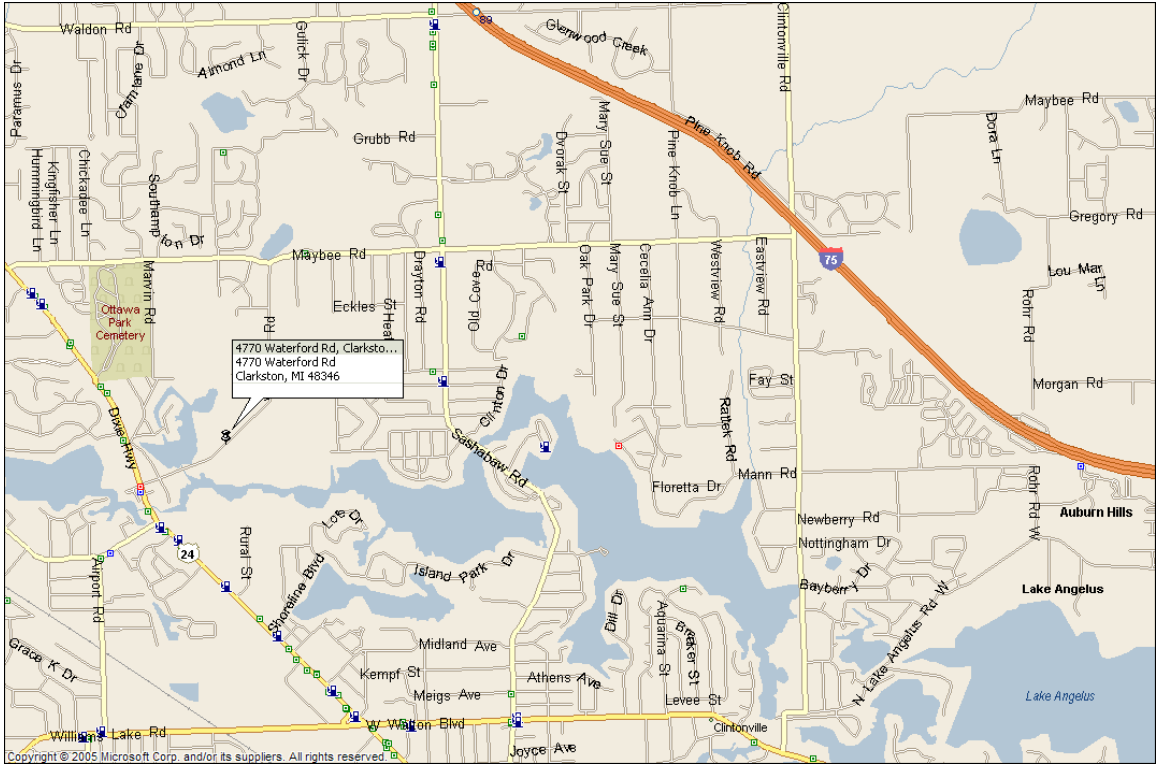 Waldon Rd
89
Glenwood Creek
Clintonville Rd
Paramus Dr
Cramlane Dr
Almond Ln
Gulick Dr
Grubb Rd
Pine Knob Rd
Maybee Rd
Dora Ln
Hummingbird Ln
Kingfisher Ln
Chickadee Ln
Southampton Dr
Dvorak St
Mary Sue St
Pine Knob Ln
Gregory Rd
Maybee Rd
Marvin Rd
Drayton Rd
Rd
Old Cove
Oak Park Dr
Mary Sue St
Cecelia Ann Dr
Westview Rd
Eastview Rd
75
Lou Mar Ln
Rohr Rd
Ottawa
Park
Cemetery
Eckles St
Heat
Rd
4770 Waterford Rd, Clarksto...
4770 Waterford Rd
Clarkston, MI 48346
Fay St
Morgan Rd
Dixie Hwy
Clinton Dr
Sashabaw Rd
Rattek Rd
Mann Rd
Floretta Dr
Rohr Rd W
Newberry Rd
Auburn Hills
Nottingham Dr
24
Rural St
Lots Dr
Shoreline Blvd
Island Park Dr
Bayberry Dr
Lake Angelus
Airport Rd
Dill Dr
Aquarina St
Breaker St
N Lake Angelus Rd W
Grace K Dr
Midland Ave
Kempf St
Athens Ave
Meigs Ave
Levee St
Lake Angelus
Williams Lake Rd
W Walton Blvd
Clintonville
Joyce Ave
Copyright © 2005 Microsoft Corp. and/or its suppliers. All rights reserved.